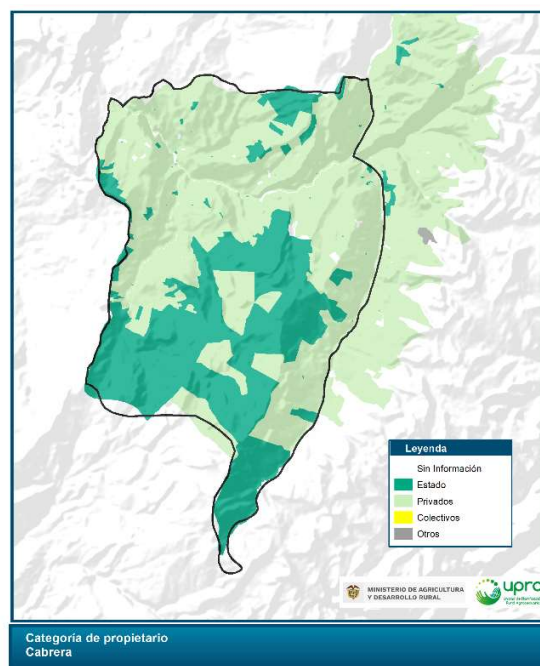 Leyenda
Sin Información
Estado
Privados
Colectivos
Otros
MINISTERIO DE AGRICULTURA
Y DESARROLLO RURAL
upra
Categoría de propietario
Cabrera